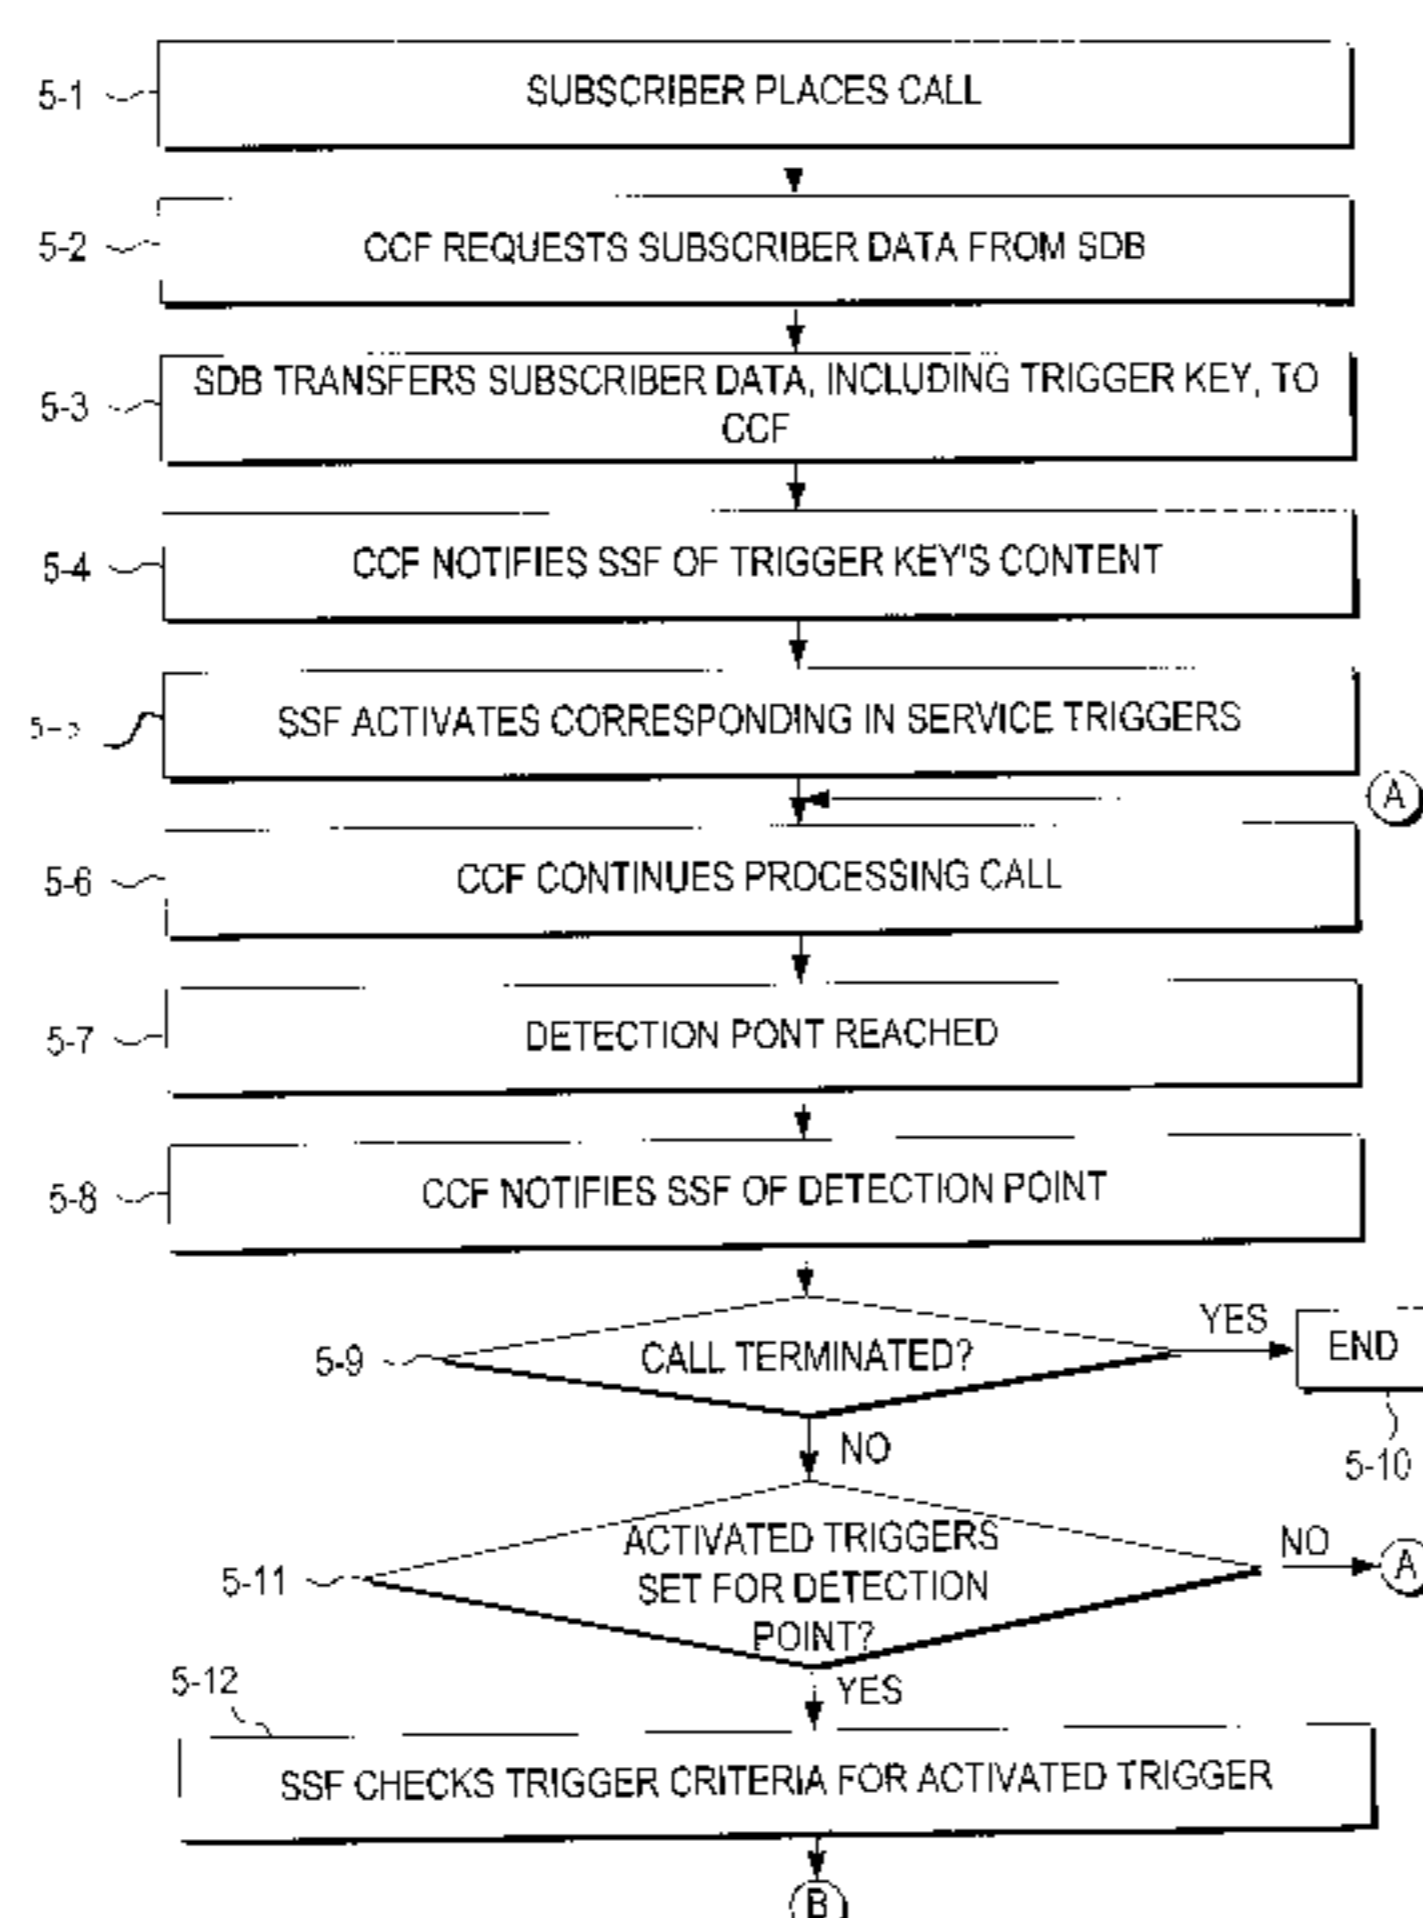 5-1
SUBSCRIBER PLACES CALL
5-2
CCF REQUESTS SUBSCRIBER DATA FROM SDB
5-3
SDB TRANSFERS SUBSCRIBER DATA, INCLUDING TRIGGER KEY, TO
CCF
5-4
CCF NOTIFIES SSF OF TRIGGER KEY'S CONTENT
SSF ACTIVATES CORRESPONDING IN SERVICE TRIGGERS
A
5-6
CCF CONTINUES PROCESSING CALL
5-7
DETECTION PONT REACHED
5-8
CCF NOTIFIES SSF OF DETECTION POINT
5-9
CALL TERMINATED?
YES
END
5-10
NO
5-11
ACTIVATED TRIGGERS
SET FOR DETECTION
POINT?
NO
A
YES
5-12
SSF CHECKS TRIGGER CRITERIA FOR ACTIVATED TRIGGER
B